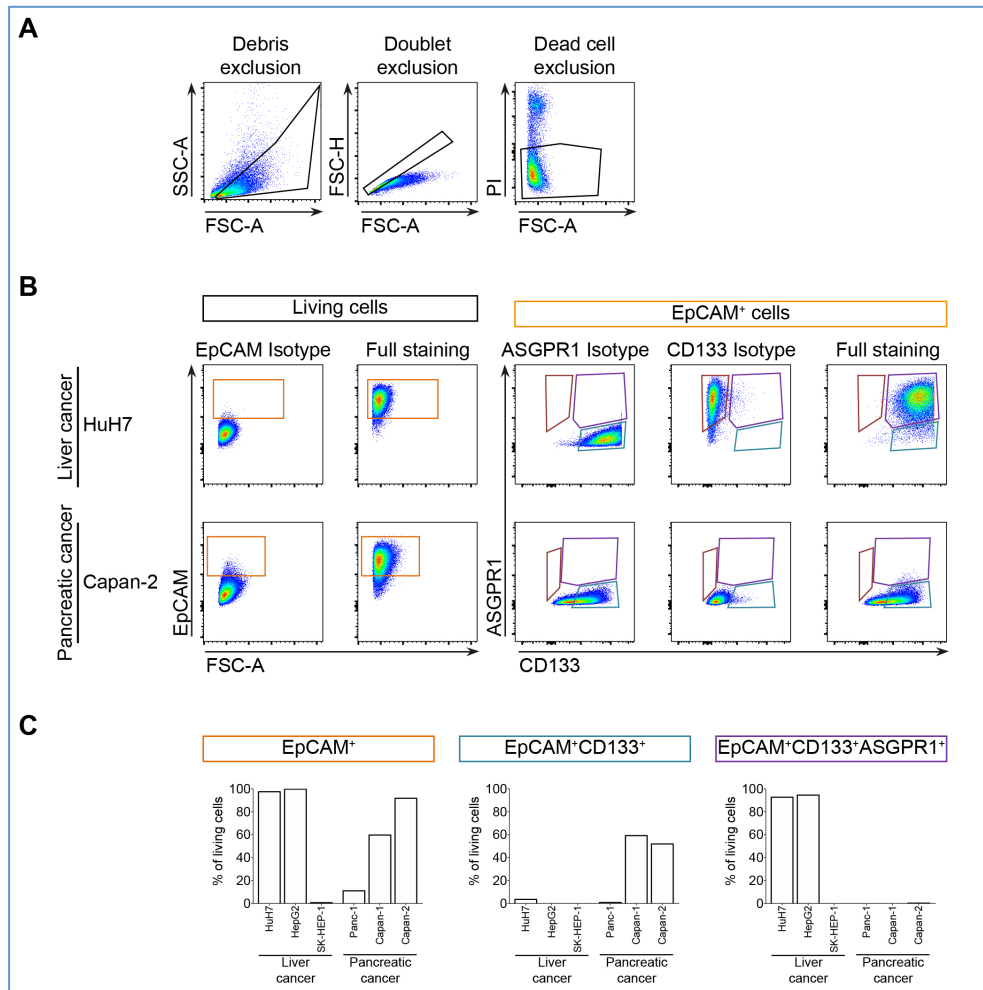 A
Debris
exclusion
Doublet
exclusion
Dead cell
exclusion
SSC-A
FSC-A
FSC-H
FSC-A
PI
FSC-A
B
Living cells
EpCAM+ cells
EpCAM Isotype
Full staining
ASGPR1 Isotype
CD133 Isotype
Full staining
Liver cancer
HuH7
Pancreatic cancer
Capan-2
EpCAM
FSC-A
ASGPR1
CD133
C
EpCAM+
EpCAM+CD133+
EpCAM+CD133+ASGPR1+
% of living cells
100
80
60
40
20
0
HuH7
HepG2
SK-HEP-1
Panc-1
Capan-1
Capan-2
Liver
cancer
Pancreatic
cancer
% of living cells
100
80
60
40
20
0
HuH7
HepG2
SK-HEP-1
Panc-1
Capan-1
Capan-2
Liver
cancer
Pancreatic
cancer
% of living cells
100
80
60
40
20
0
HuH7
HepG2
SK-HEP-1
Panc-1
Capan-1
Capan-2
Liver
cancer
Pancreatic
cancer